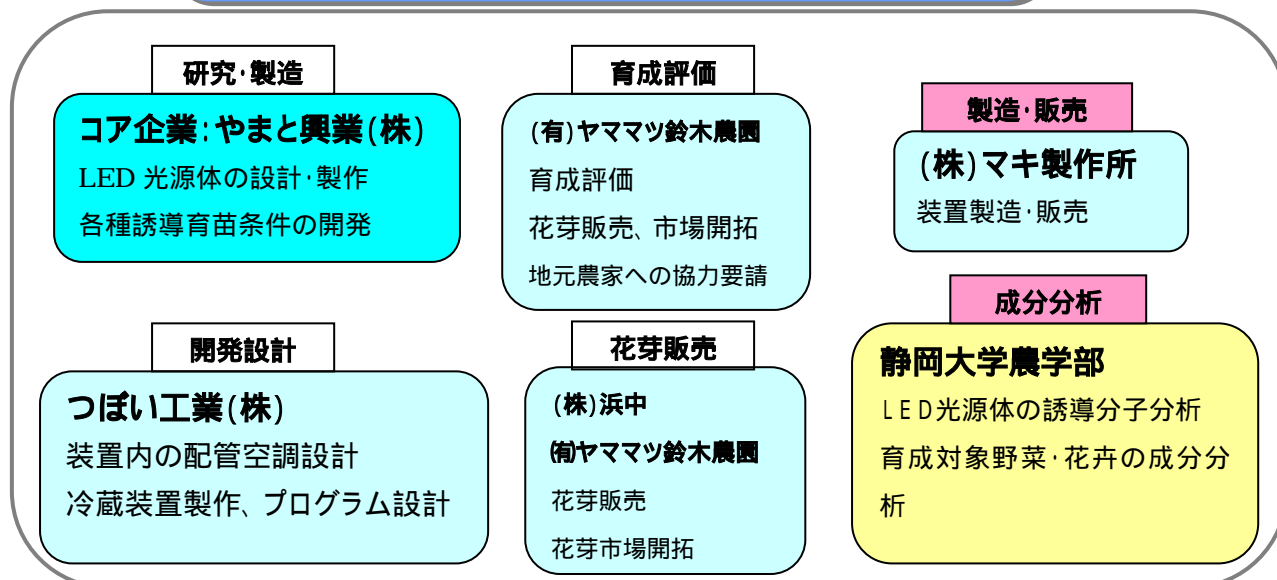 研究･製造
コア企業:やまと興業(株)
LED 光源体の設計･製作
各種誘導育苗条件の開発
育成評価
(有)ヤママツ鈴木農園
育成評価
花芽販売、市場開拓
地元農家への協力要請
製造･販売
(株)マキ製作所
装置製造･販売
開発設計
つぼい工業(株)
装置内の配管空調設計
冷蔵装置製作、プログラム設計
花芽販売
(株)浜中
㈲ヤママツ鈴木農園
花芽販売
花芽市場開拓
成分分析
静岡大学農学部
LED光源体の誘導分子分析
育成対象野菜･花卉の成分分
析